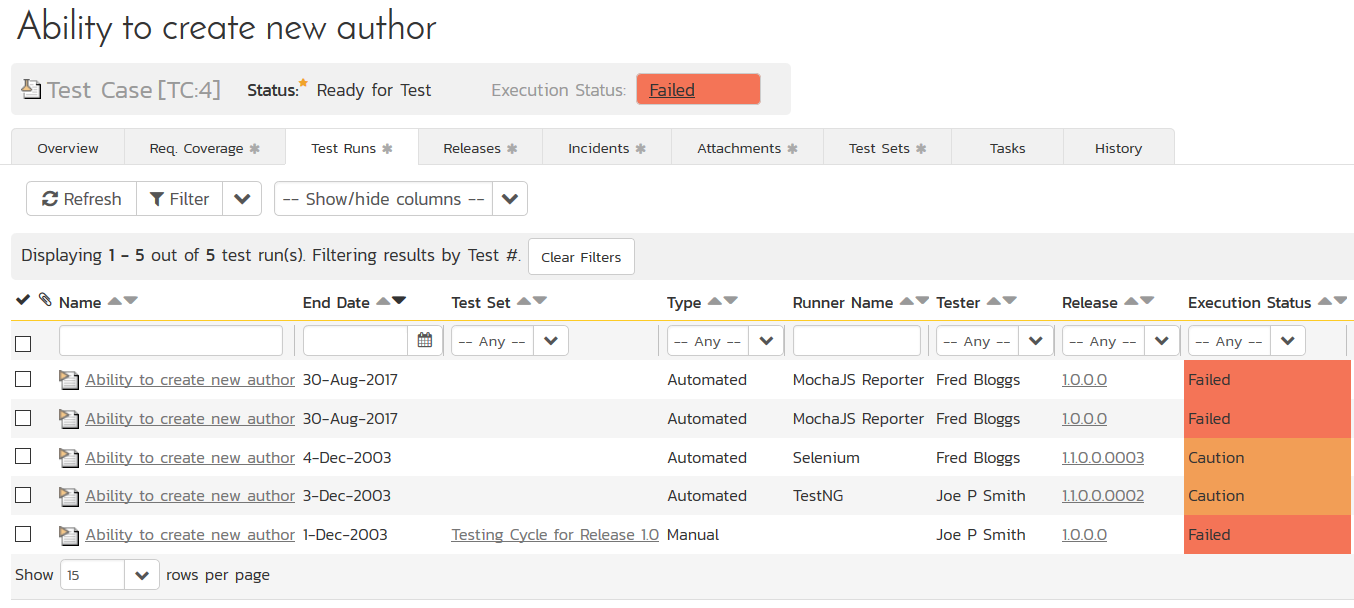 Ability to create new author
Test Case [TC:4] Status: Ready for Test Execution Status: Failed
Overview Req. Coverage Test Runs Releases Incidents Attachments Test Sets Tasks History
Refresh Filter -- Show/hide columns --
Displaying 1 - 5 out of 5 test run(s). Filtering results by Test #. Clear Filters
Name End Date Test Set Type Runner Name Tester Release Execution Status
-- Any -- -- Any -- -- Any -- -- Any -- -- Any --
Ability to create new author 30-Aug-2017 Automated MochaJS Reporter Fred Bloggs 1.0.0.0 Failed
Ability to create new author 30-Aug-2017 Automated MochaJS Reporter Fred Bloggs 1.0.0.0 Failed
Ability to create new author 4-Dec-2003 Automated Selenium Fred Bloggs 1.1.0.0.0003 Caution
Ability to create new author 3-Dec-2003 Automated TestNG Joe P Smith 1.1.0.0.0002 Caution
Ability to create new author 1-Dec-2003 Testing Cycle for Release 1.0 Manual Joe P Smith 1.0.0.0 Failed
Show 15 rows per page